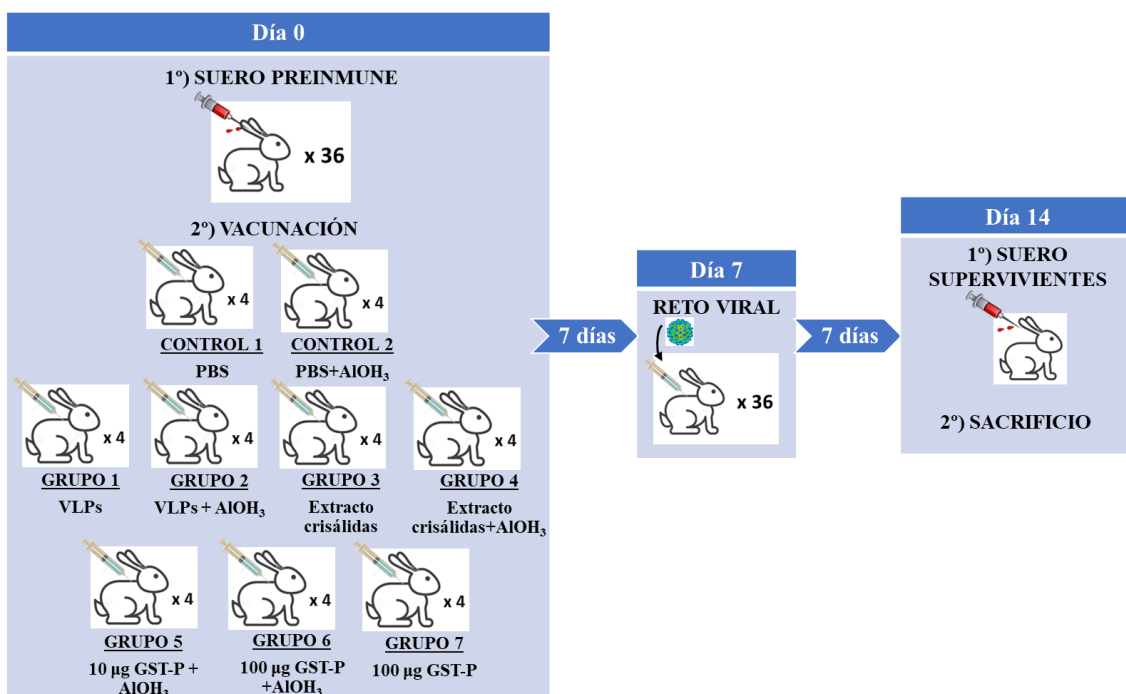 Día 0
1º) SUERO PREINMUNE
x 36
2º) VACUNACIÓN
x 4
x 4
CONTROL 1
PBS
CONTROL 2
PBS+AlOH3
x 4
x 4
x 4
x 4
GRUPO 1
VLPs
GRUPO 2
VLPs + AlOH3
GRUPO 3
Extracto
crisálidas
GRUPO 4
Extracto
crisálidas+AlOH3
x 4
x 4
x 4
GRUPO 5
10 µg GST-P +
AlOH3
GRUPO 6
100 µg GST-P
+AlOH3
GRUPO 7
100 µg GST-P
7 días
Día 7
RETO VIRAL
x 36
7 días
Día 14
1º) SUERO
SUPERVIVIENTES
2º) SACRIFICIO